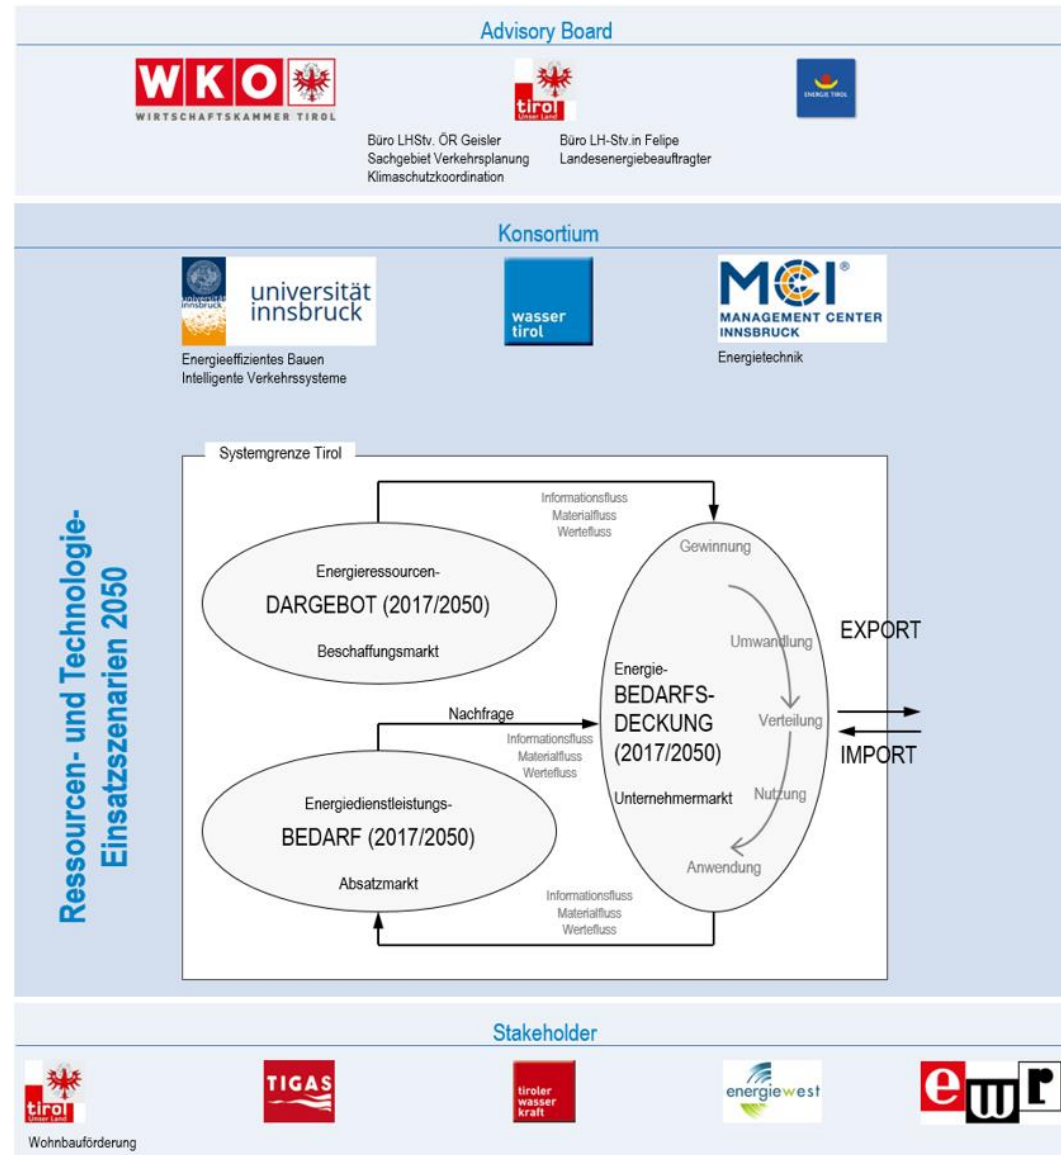 Advisory Board
WKO
WIRTSCHAFTSKAMMER TIROL
tirol
Unser Land
ENERGIE TIROL
Büro LHStv. ÖR Geisler
Sachgebiet Verkehrsplanung
Klimaschutzkoordination
Büro LH-Stv.in Felipe
Landesenergiebeauftragter
Konsortium
universität
innsbruck
universität
innsbruck
Energieeffizientes Bauen
Intelligente Verkehrssysteme
wasser
tirol
MCI®
MANAGEMENT CENTER
INNSBRUCK
Energietechnik
Ressourcen- und Technologie-
Einsatzszenarien 2050
Systemgrenze Tirol
Informationsfluss
Materialfluss
Wertefluss
Energieressourcen-
DARGEBOT (2017/2050)
Beschaffungsmarkt
Nachfrage
Informationsfluss
Materialfluss
Wertefluss
Energiedienstleistungs-
BEDARF (2017/2050)
Absatzmarkt
Informationsfluss
Materialfluss
Wertefluss
Gewinnung
Umwandlung
Energie-
BEDARFS-
DECKUNG
(2017/2050)
Verteilung
Unternehmermarkt
Nutzung
Anwendung
EXPORT
IMPORT
Stakeholder
tirol
Unser Land
Wohnbauförderung
TIGAS
tiroler
wasser
kraft
energiewest
ewr